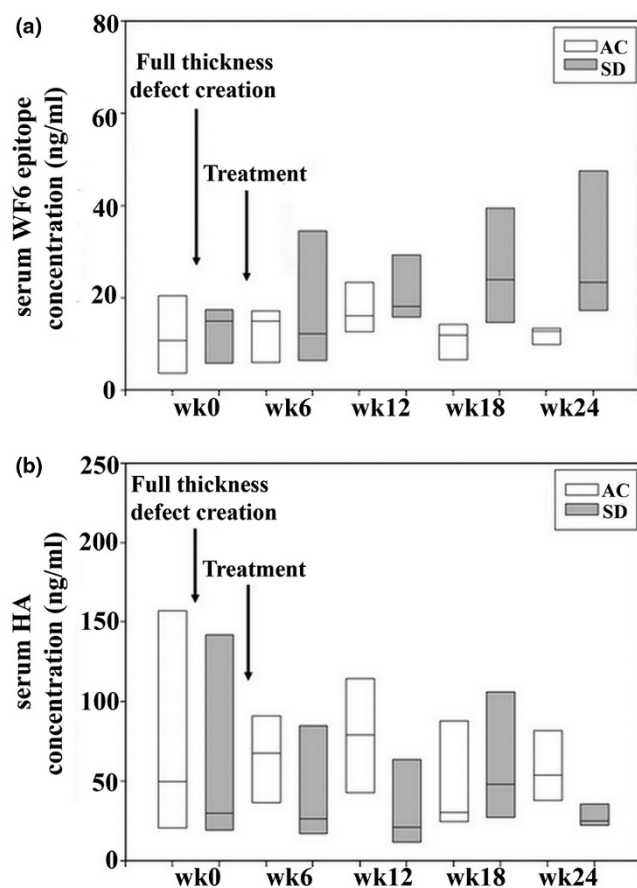 (a)
80
60
40
20
0
serum WF6 epitope
concentration (ng/ml)
Full thickness
defect creation
Treatment
AC
SD
wk0 wk6 wk12 wk18 wk24
(b)
250
200
150
100
50
0
serum HA
concentration (ng/ml)
Full thickness
defect creation
Treatment
AC
SD
wk0 wk6 wk12 wk18 wk24